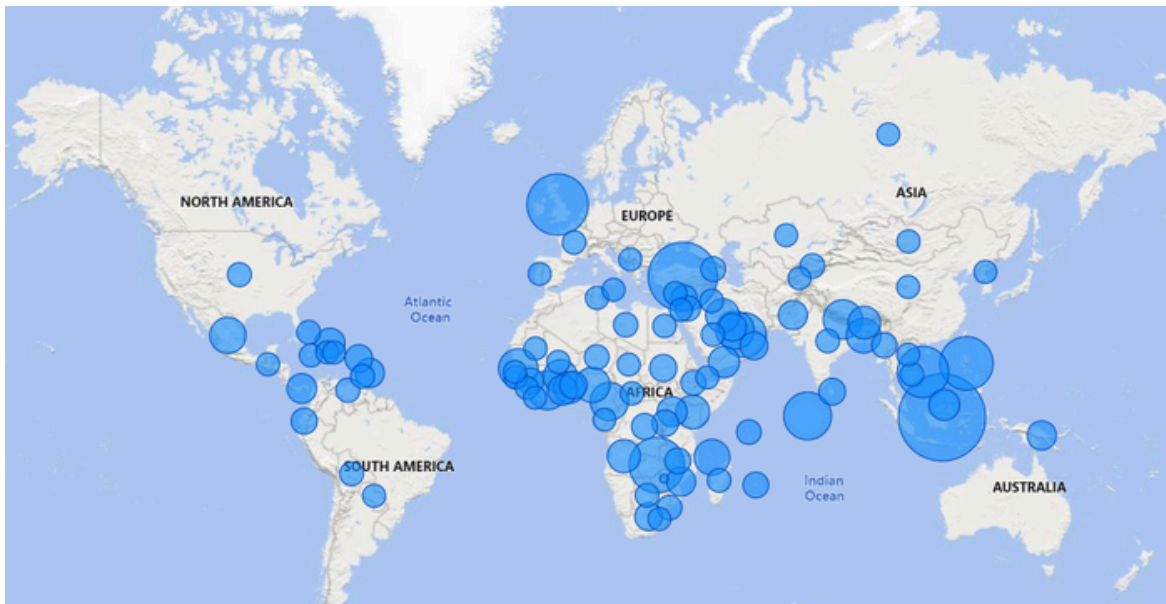 NORTH AMERICA
ASIA
EUROPE
Atlantic
Ocean
AFRICA
SOUTH AMERICA
Indian
Ocean
AUSTRALIA